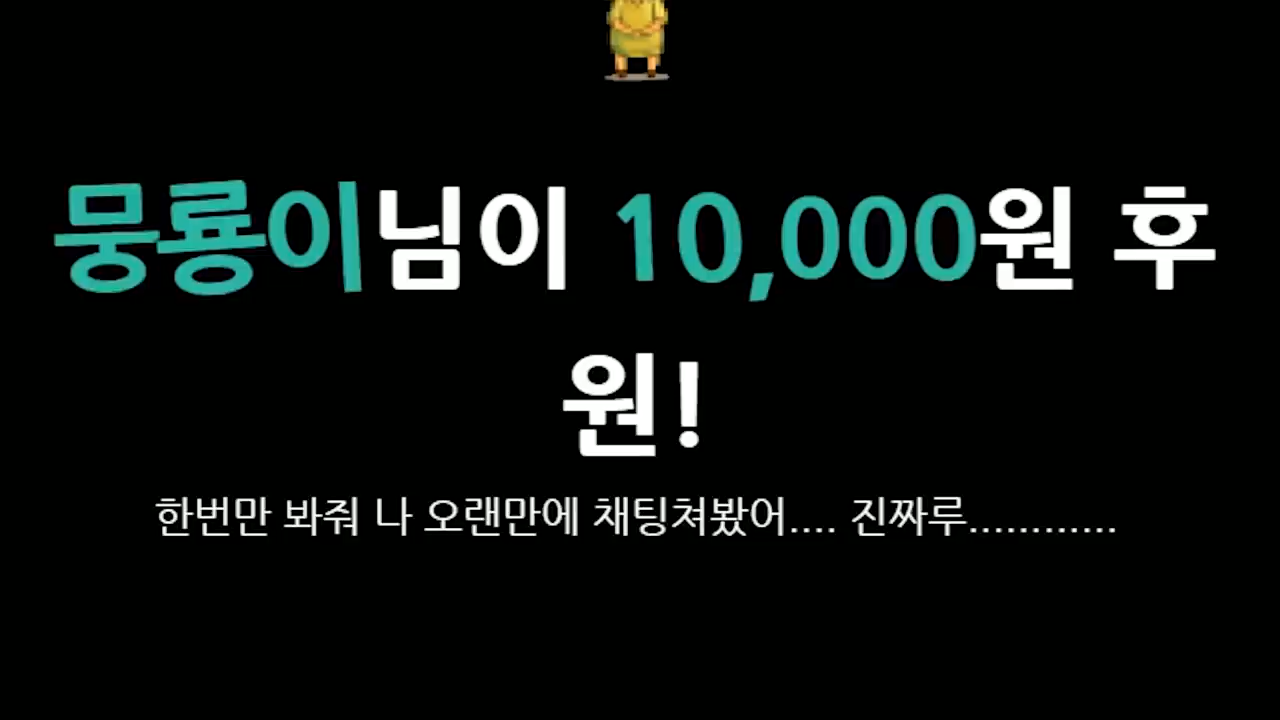 뭉룡이님이 10,000원 후
원!
한번만 봐줘 나 오랜만에 채팅쳐봤어.... 진짜루............